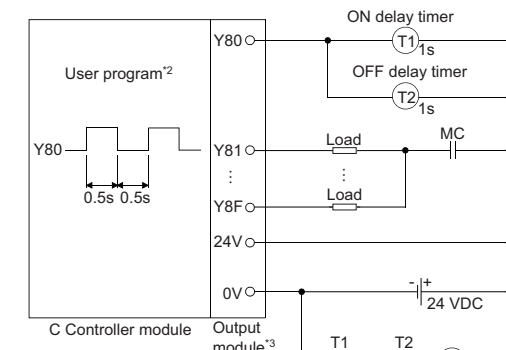 ON delay timer
Y80
T1
1s
User program*2
OFF delay timer
T2
1s
Y80
Y81
Load
MC
0.5s 0.5s
Y8F
Load
24V
0V
- +
24 VDC
C Controller module
Output
module*3
T1 T2